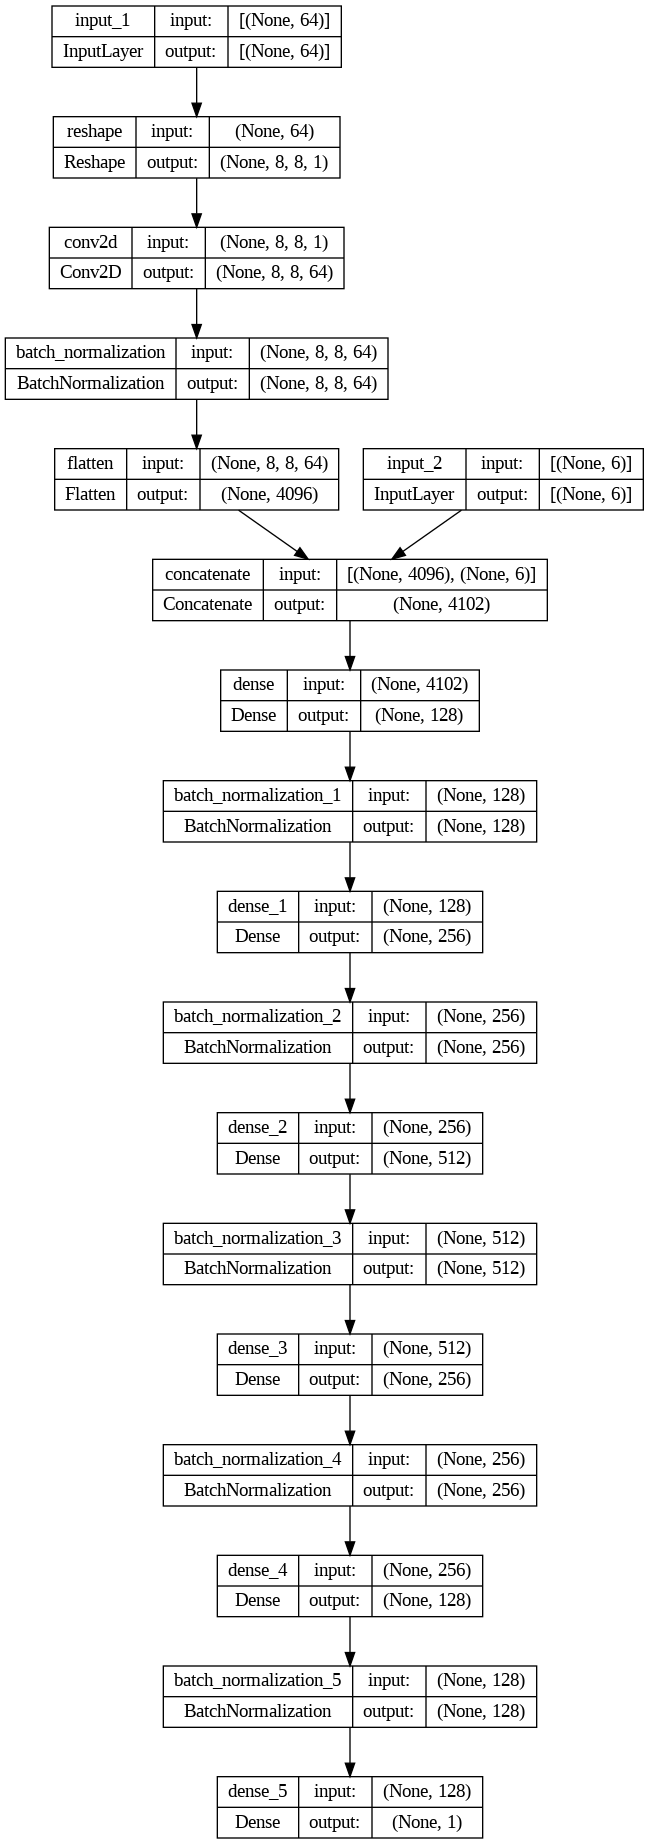 input_1 input: [(None, 64)]
InputLayer output: [(None, 64)]
reshape input: (None, 64)
Reshape output: (None, 8, 8, 1)
conv2d input: (None, 8, 8, 1)
Conv2D output: (None, 8, 8, 64)
batch_normalization input: (None, 8, 8, 64)
BatchNormalization output: (None, 8, 8, 64)
flatten input: (None, 8, 8, 64)
Flatten output: (None, 4096)
input_2 input: [(None, 6)]
InputLayer output: [(None, 6)]
concatenate input: [(None, 4096), (None, 6)]
Concatenate output: (None, 4102)
dense input: (None, 4102)
Dense output: (None, 128)
batch_normalization_1 input: (None, 128)
BatchNormalization output: (None, 128)
dense_1 input: (None, 128)
Dense output: (None, 256)
batch_normalization_2 input: (None, 256)
BatchNormalization output: (None, 256)
dense_2 input: (None, 256)
Dense output: (None, 512)
batch_normalization_3 input: (None, 512)
BatchNormalization output: (None, 512)
dense_3 input: (None, 512)
Dense output: (None, 256)
batch_normalization_4 input: (None, 256)
BatchNormalization output: (None, 256)
dense_4 input: (None, 256)
Dense output: (None, 128)
batch_normalization_5 input: (None, 128)
BatchNormalization output: (None, 128)
dense_5 input: (None, 128)
Dense output: (None, 1)